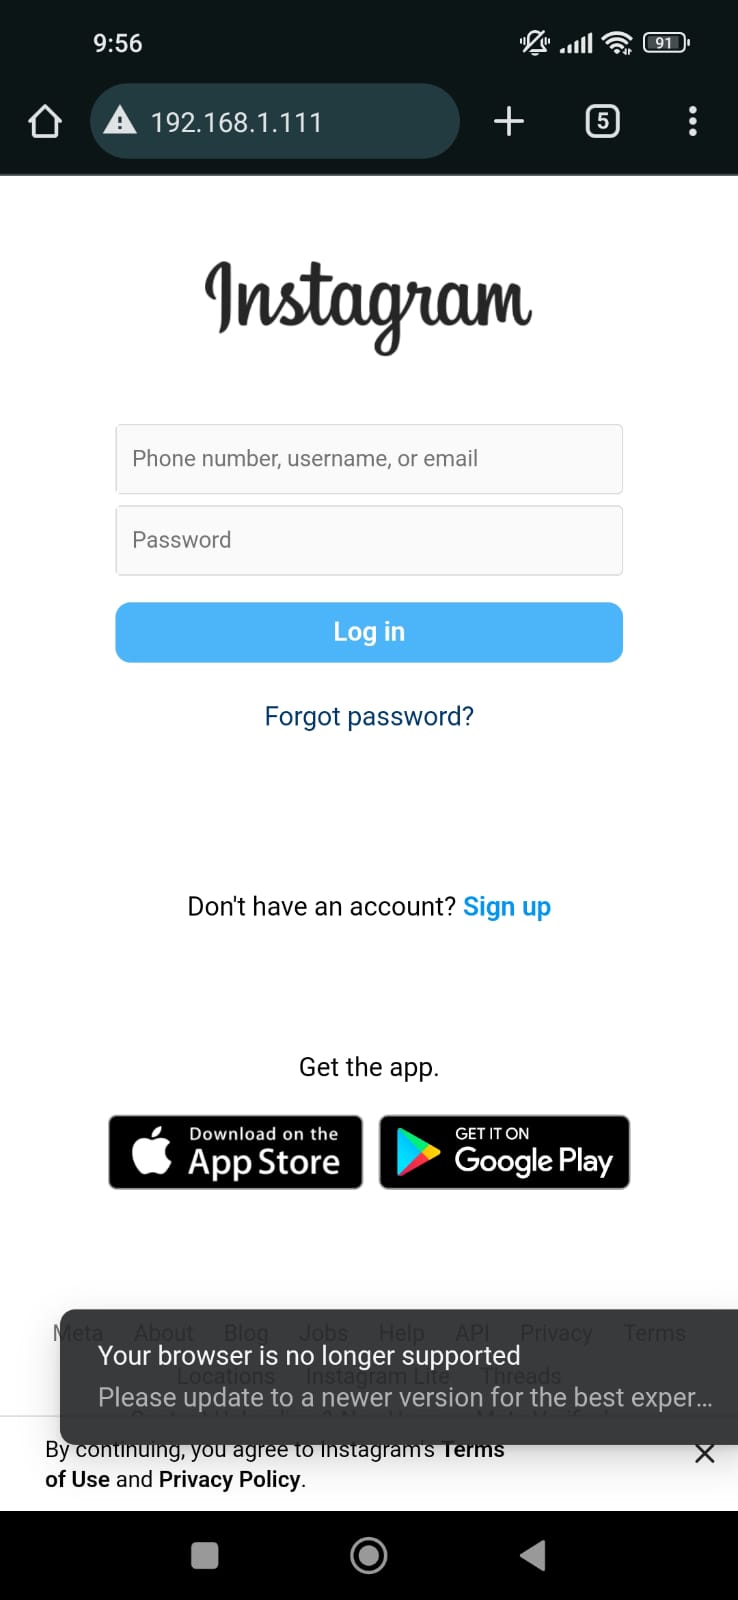 9:56
91
192.168.1.111
5
Instagram
Phone number, username, or email
Password
Log in
Forgot password?
Don't have an account? Sign up
Get the app.
Download on the
App Store
GET IT ON
Google Play
Meta About Blog Jobs Help API Privacy Terms
Your browser is no longer supported
Locations Instagram Lite Threads
Please update to a newer version for the best exper...
By continuing, you agree to Instagram's Terms
of Use and Privacy Policy.